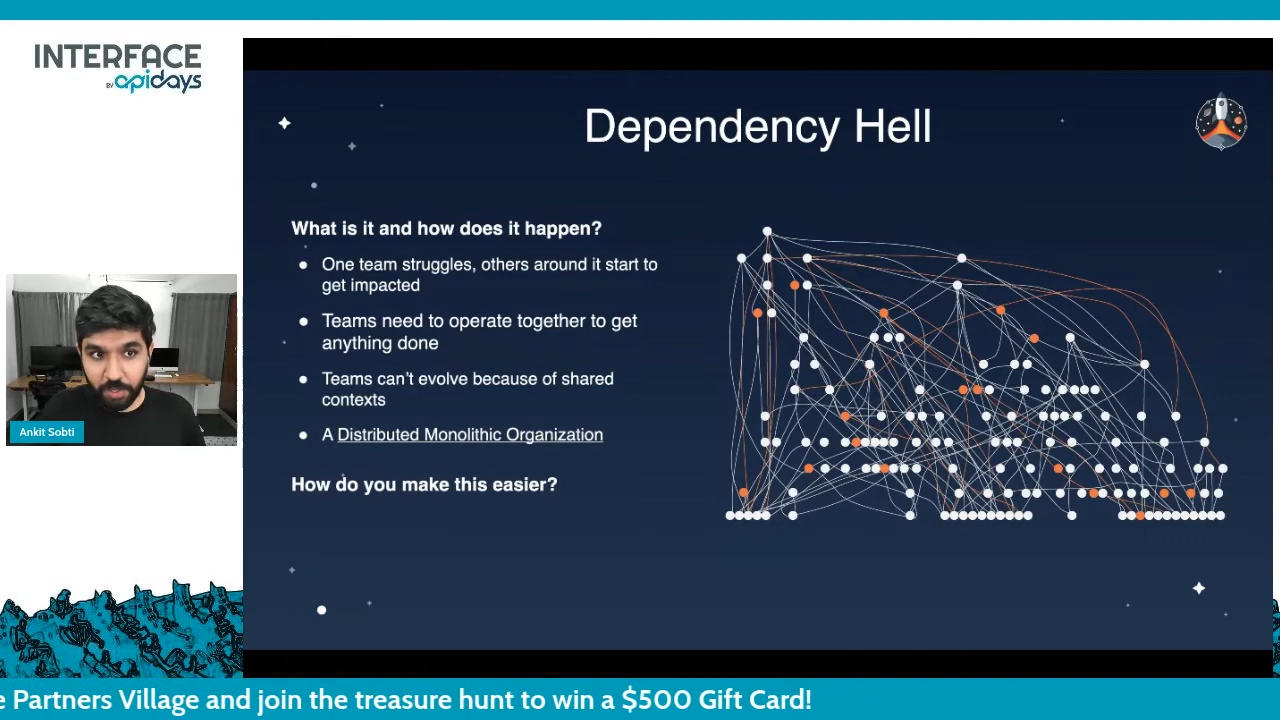 INTERFACE
BY apidays
Dependency Hell
What is it and how does it happen?
● One team struggles, others around it start to
get impacted
● Teams need to operate together to get
anything done
● Teams can't evolve because of shared
contexts
● A Distributed Monolithic Organization
How do you make this easier?
Ankit Sobti
e Partners Village and join the treasure hunt to win a $500 Gift Card!